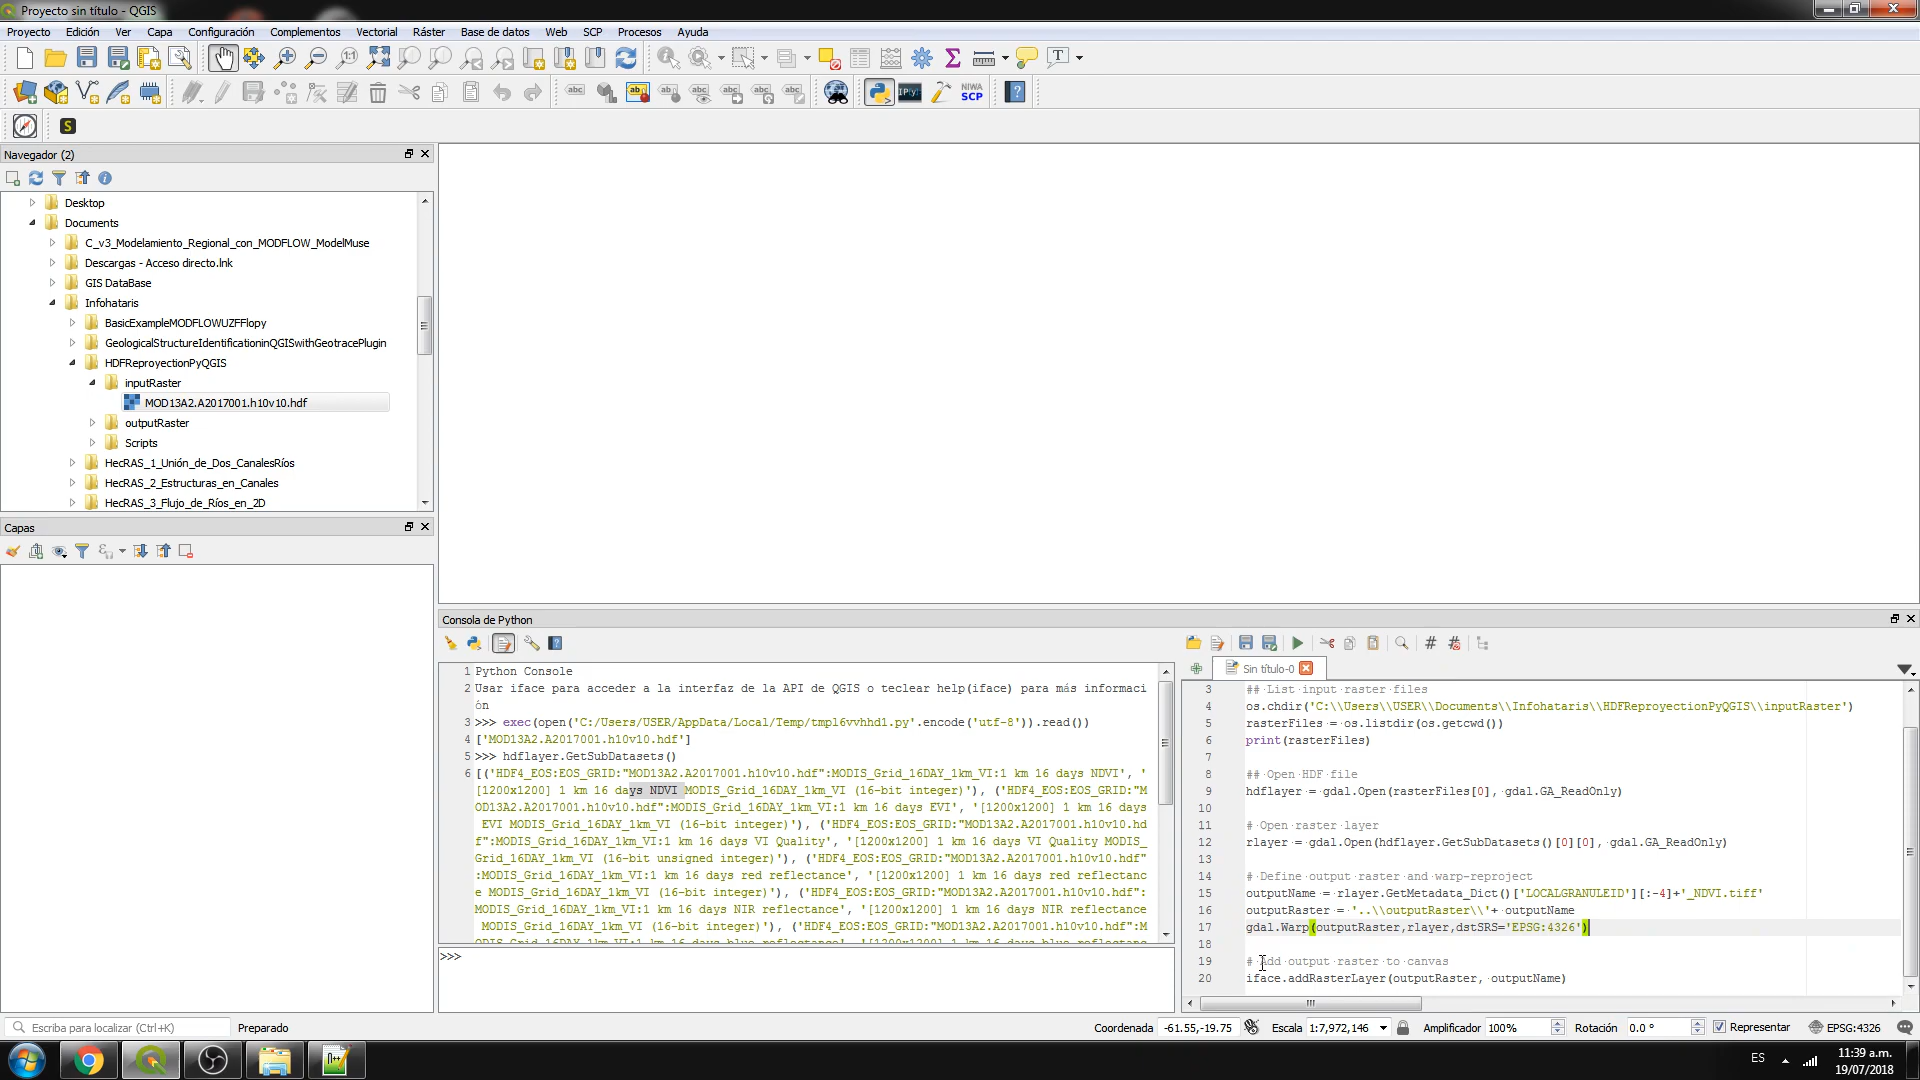 Proyecto sin título - QGIS
Proyecto Edición Ver Capa Configuración Complementos Vectorial Ráster Base de datos Web SCP Procesos Ayuda
NIWA
SCP
Navegador (2)
Desktop
Documents
C_v3_Modelamiento_Regional_con_MODFLOW_ModelMuse
Descargas - Acceso directo.lnk
GIS DataBase
Infohataris
BasicExampleMODFLOWUZFFlopy
GeologicalStructureIdentificationinQGISwithGeotracePlugin
HDFReproyectionPyQGIS
inputRaster
MOD13A2.A2017001.h10v10.hdf
outputRaster
Scripts
HecRAS_1_Unión_de_Dos_CanalesRíos
HecRAS_2_Estructuras_en_Canales
HecRAS_3_Flujo_de_Ríos_en_2D
Capas
Consola de Python
1 Python Console
2 Usar iface para acceder a la interfaz de la API de QGIS o teclear help(iface) para más informaci
ón
3 >>> exec(open('C:/Users/USER/AppData/Local/Temp/tmpl6vvhhd1.py'.encode('utf-8')).read())
4 ['MOD13A2.A2017001.h10v10.hdf']
5 >>> hdflayer.GetSubDatasets()
6 [('HDF4_EOS:EOS_GRID:"MOD13A2.A2017001.h10v10.hdf":MODIS_Grid_16DAY_1km_VI:1 km 16 days NDVI', '
[1200x1200] 1 km 16 days NDVI MODIS_Grid_16DAY_1km_VI (16-bit integer)'), ('HDF4_EOS:EOS_GRID:"M
OD13A2.A2017001.h10v10.hdf":MODIS_Grid_16DAY_1km_VI:1 km 16 days EVI', '[1200x1200] 1 km 16 days
EVI MODIS_Grid_16DAY_1km_VI (16-bit integer)'), ('HDF4_EOS:EOS_GRID:"MOD13A2.A2017001.h10v10.hd
f":MODIS_Grid_16DAY_1km_VI:1 km 16 days VI Quality', '[1200x1200] 1 km 16 days VI Quality MODIS_
Grid_16DAY_1km_VI (16-bit unsigned integer)'), ('HDF4_EOS:EOS_GRID:"MOD13A2.A2017001.h10v10.hdf"
:MODIS_Grid_16DAY_1km_VI:1 km 16 days red reflectance', '[1200x1200] 1 km 16 days red reflectanc
e MODIS_Grid_16DAY_1km_VI (16-bit integer)'), ('HDF4_EOS:EOS_GRID:"MOD13A2.A2017001.h10v10.hdf":
MODIS_Grid_16DAY_1km_VI:1 km 16 days NIR reflectance', '[1200x1200] 1 km 16 days NIR reflectance
MODIS_Grid_16DAY_1km_VI (16-bit integer)'), ('HDF4_EOS:EOS_GRID:"MOD13A2.A2017001.h10v10.hdf":M
>>>
Sin título-0
3 ## List input raster files
4 os.chdir('C:\\Users\\USER\\Documents\\Infohataris\\HDFReproyectionPyQGIS\\inputRaster')
5 rasterFiles = os.listdir(os.getcwd())
6 print(rasterFiles)
7
8 ## Open HDF file
9 hdflayer = gdal.Open(rasterFiles[0], gdal.GA_ReadOnly)
10
11 # Open raster layer
12 rlayer = gdal.Open(hdflayer.GetSubDatasets()[0][0], gdal.GA_ReadOnly)
13
14 # Define output raster and warp-reproject
15 outputName = rlayer.GetMetadata_Dict()['LOCALGRANULEID'][:-4]+'_NDVI.tiff'
16 outputRaster = '..\\outputRaster\\'+ outputName
17 gdal.Warp(outputRaster,rlayer,dstSRS='EPSG:4326')
18
19 # Add output raster to canvas
20 iface.addRasterLayer(outputRaster, outputName)
Escriba para localizar (Ctrl+K) Preparado Coordenada -61.55,-19.75 Escala 1:7,972,146 Amplificador 100% Rotación 0.0 ° Representar EPSG:4326
ES 11:39 a.m.
19/07/2018